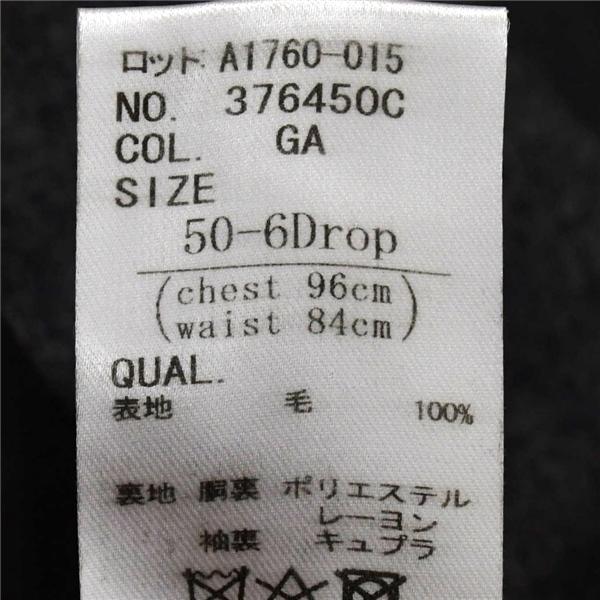 ロット: A1760-015
NO. 376450C
COL. GA
SIZE
50-6Drop
(chest 96cm
waist 84cm)
QUAL.
表地 毛 100%
裏地 胴裏 ポリエステル
レーヨン
袖裏 キュプラ